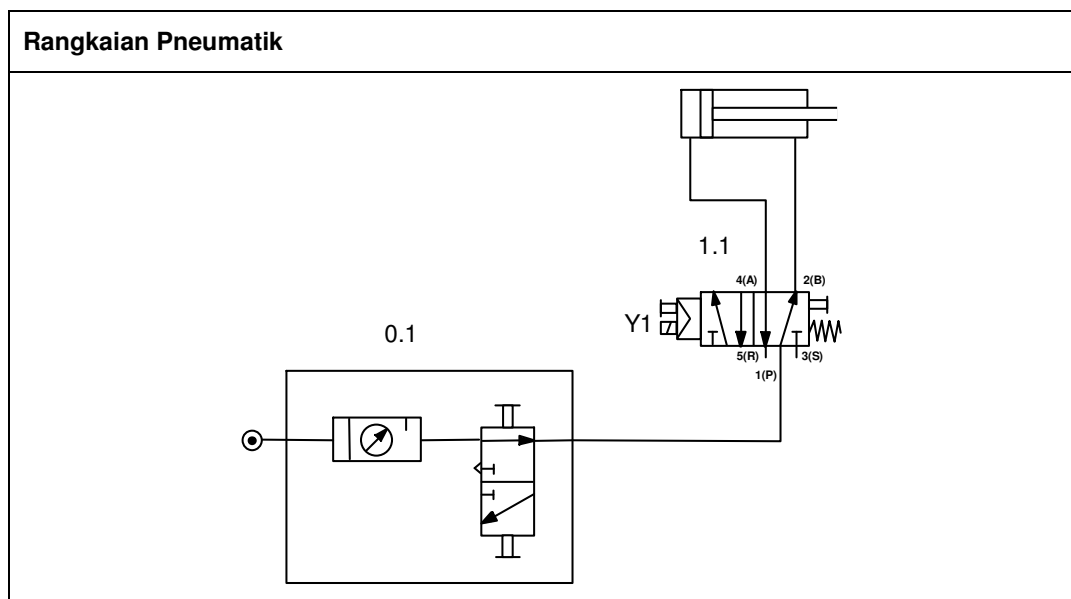 Rangkaian Pneumatik
1.1
4(A) 2(B)
Y1
0.1
5(R) 3(S)
1(P)